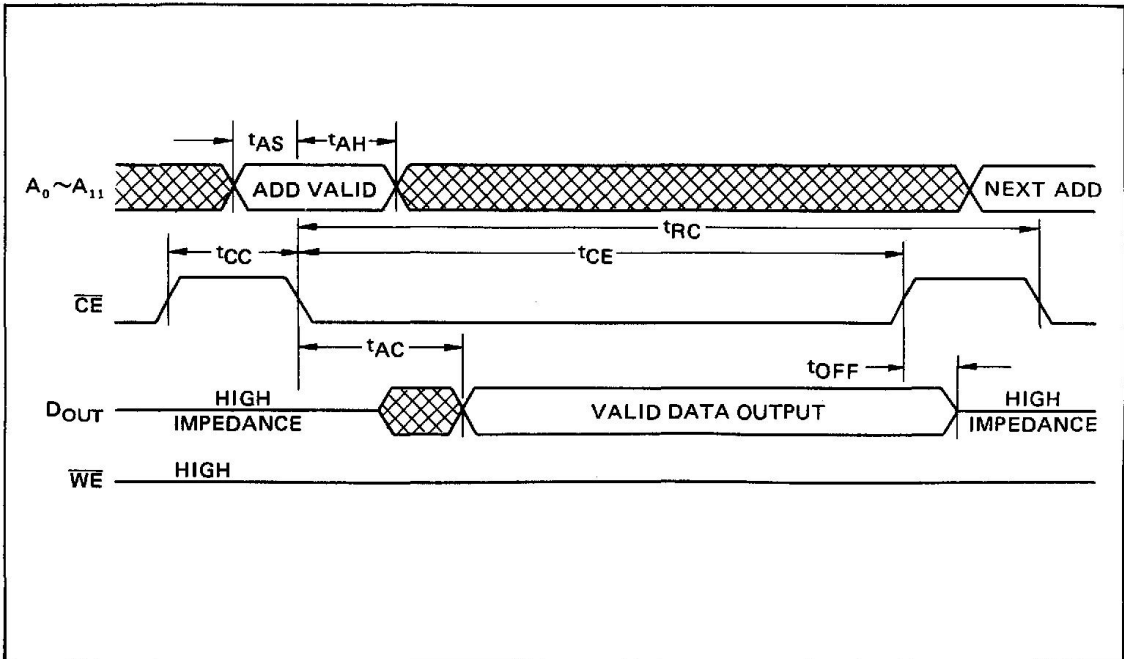 tAS tAH
A₀~A₁₁ ADD VALID NEXT ADD
tRC
tCC tCE
CE
tAC
tOFF
DOUT HIGH IMPEDANCE VALID DATA OUTPUT HIGH IMPEDANCE
WE HIGH